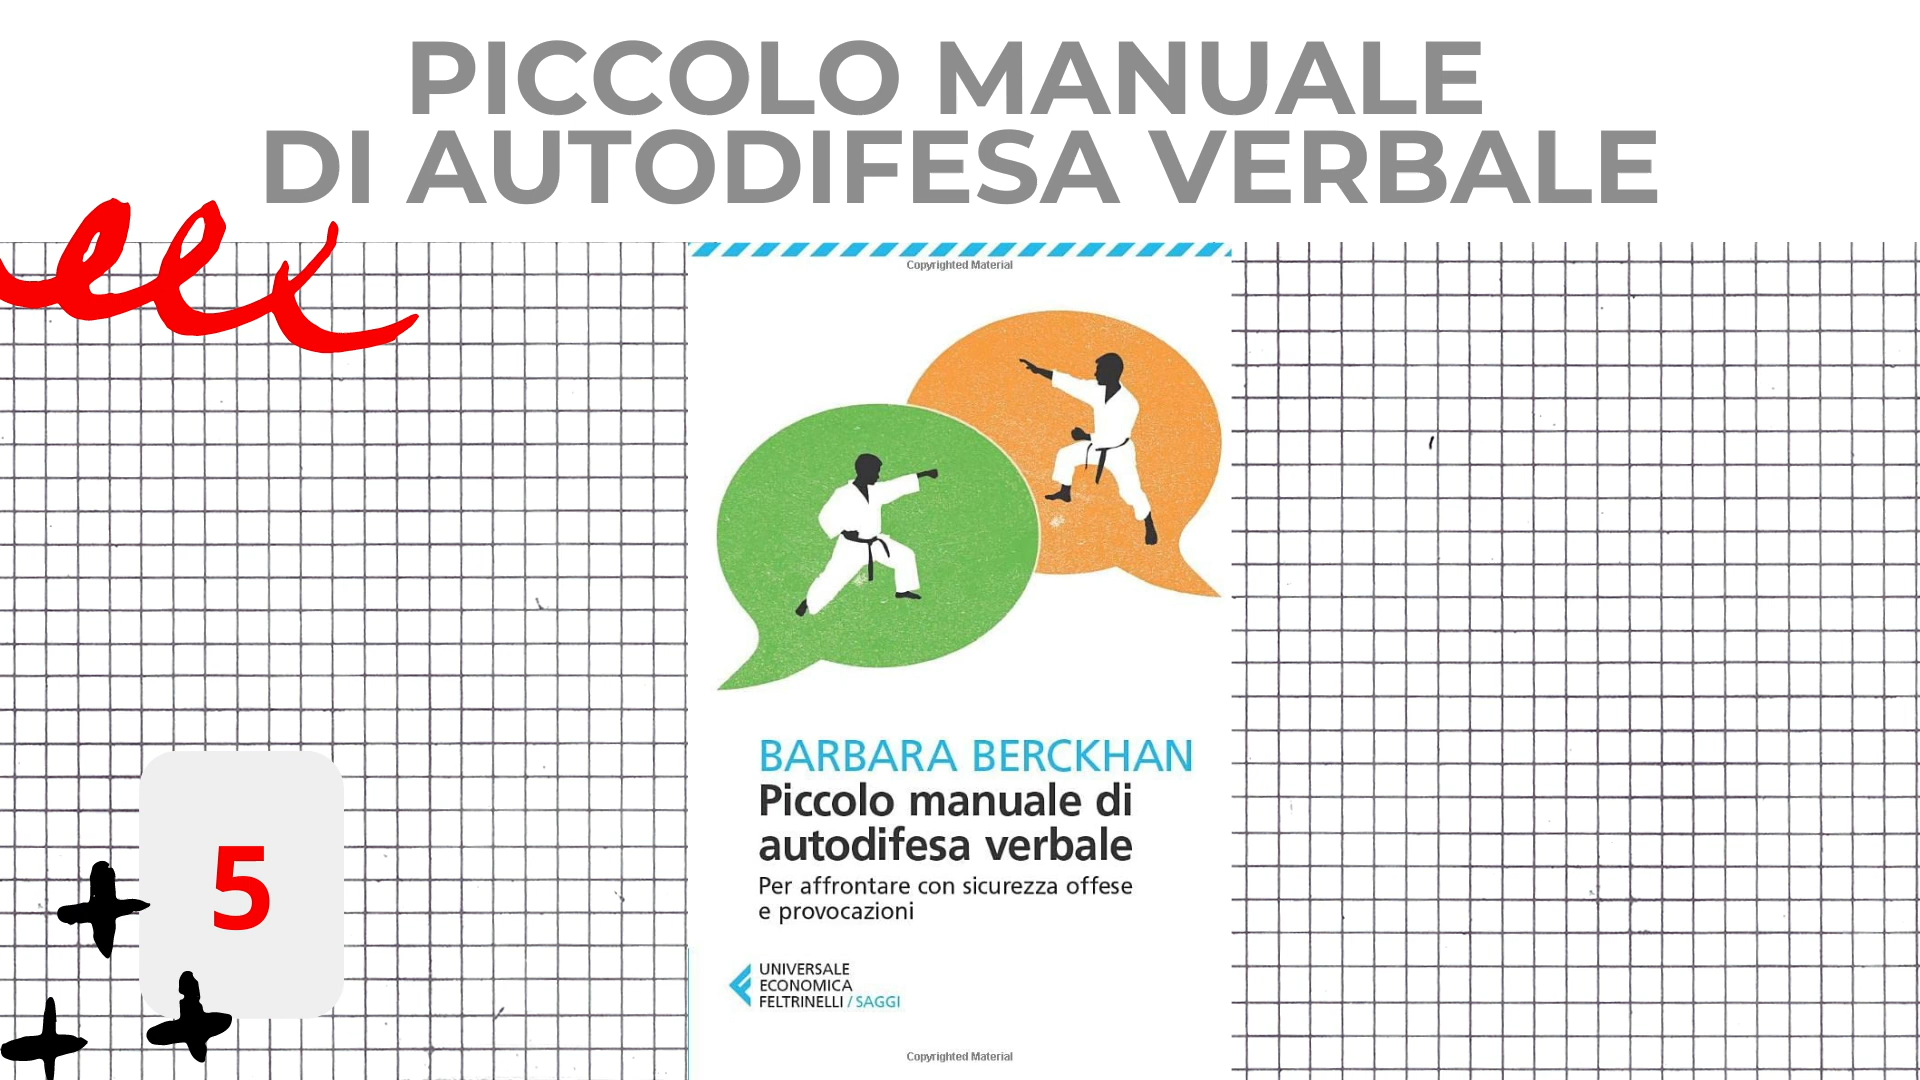 PICCOLO MANUALE
DI AUTODIFESA VERBALE
Copyrighted Material
BARBARA BERCKHAN
Piccolo manuale di
autodifesa verbale
Per affrontare con sicurezza offese
e provocazioni
UNIVERSALE
ECONOMICA
FELTRINELLI / SAGGI
Copyrighted Material
5